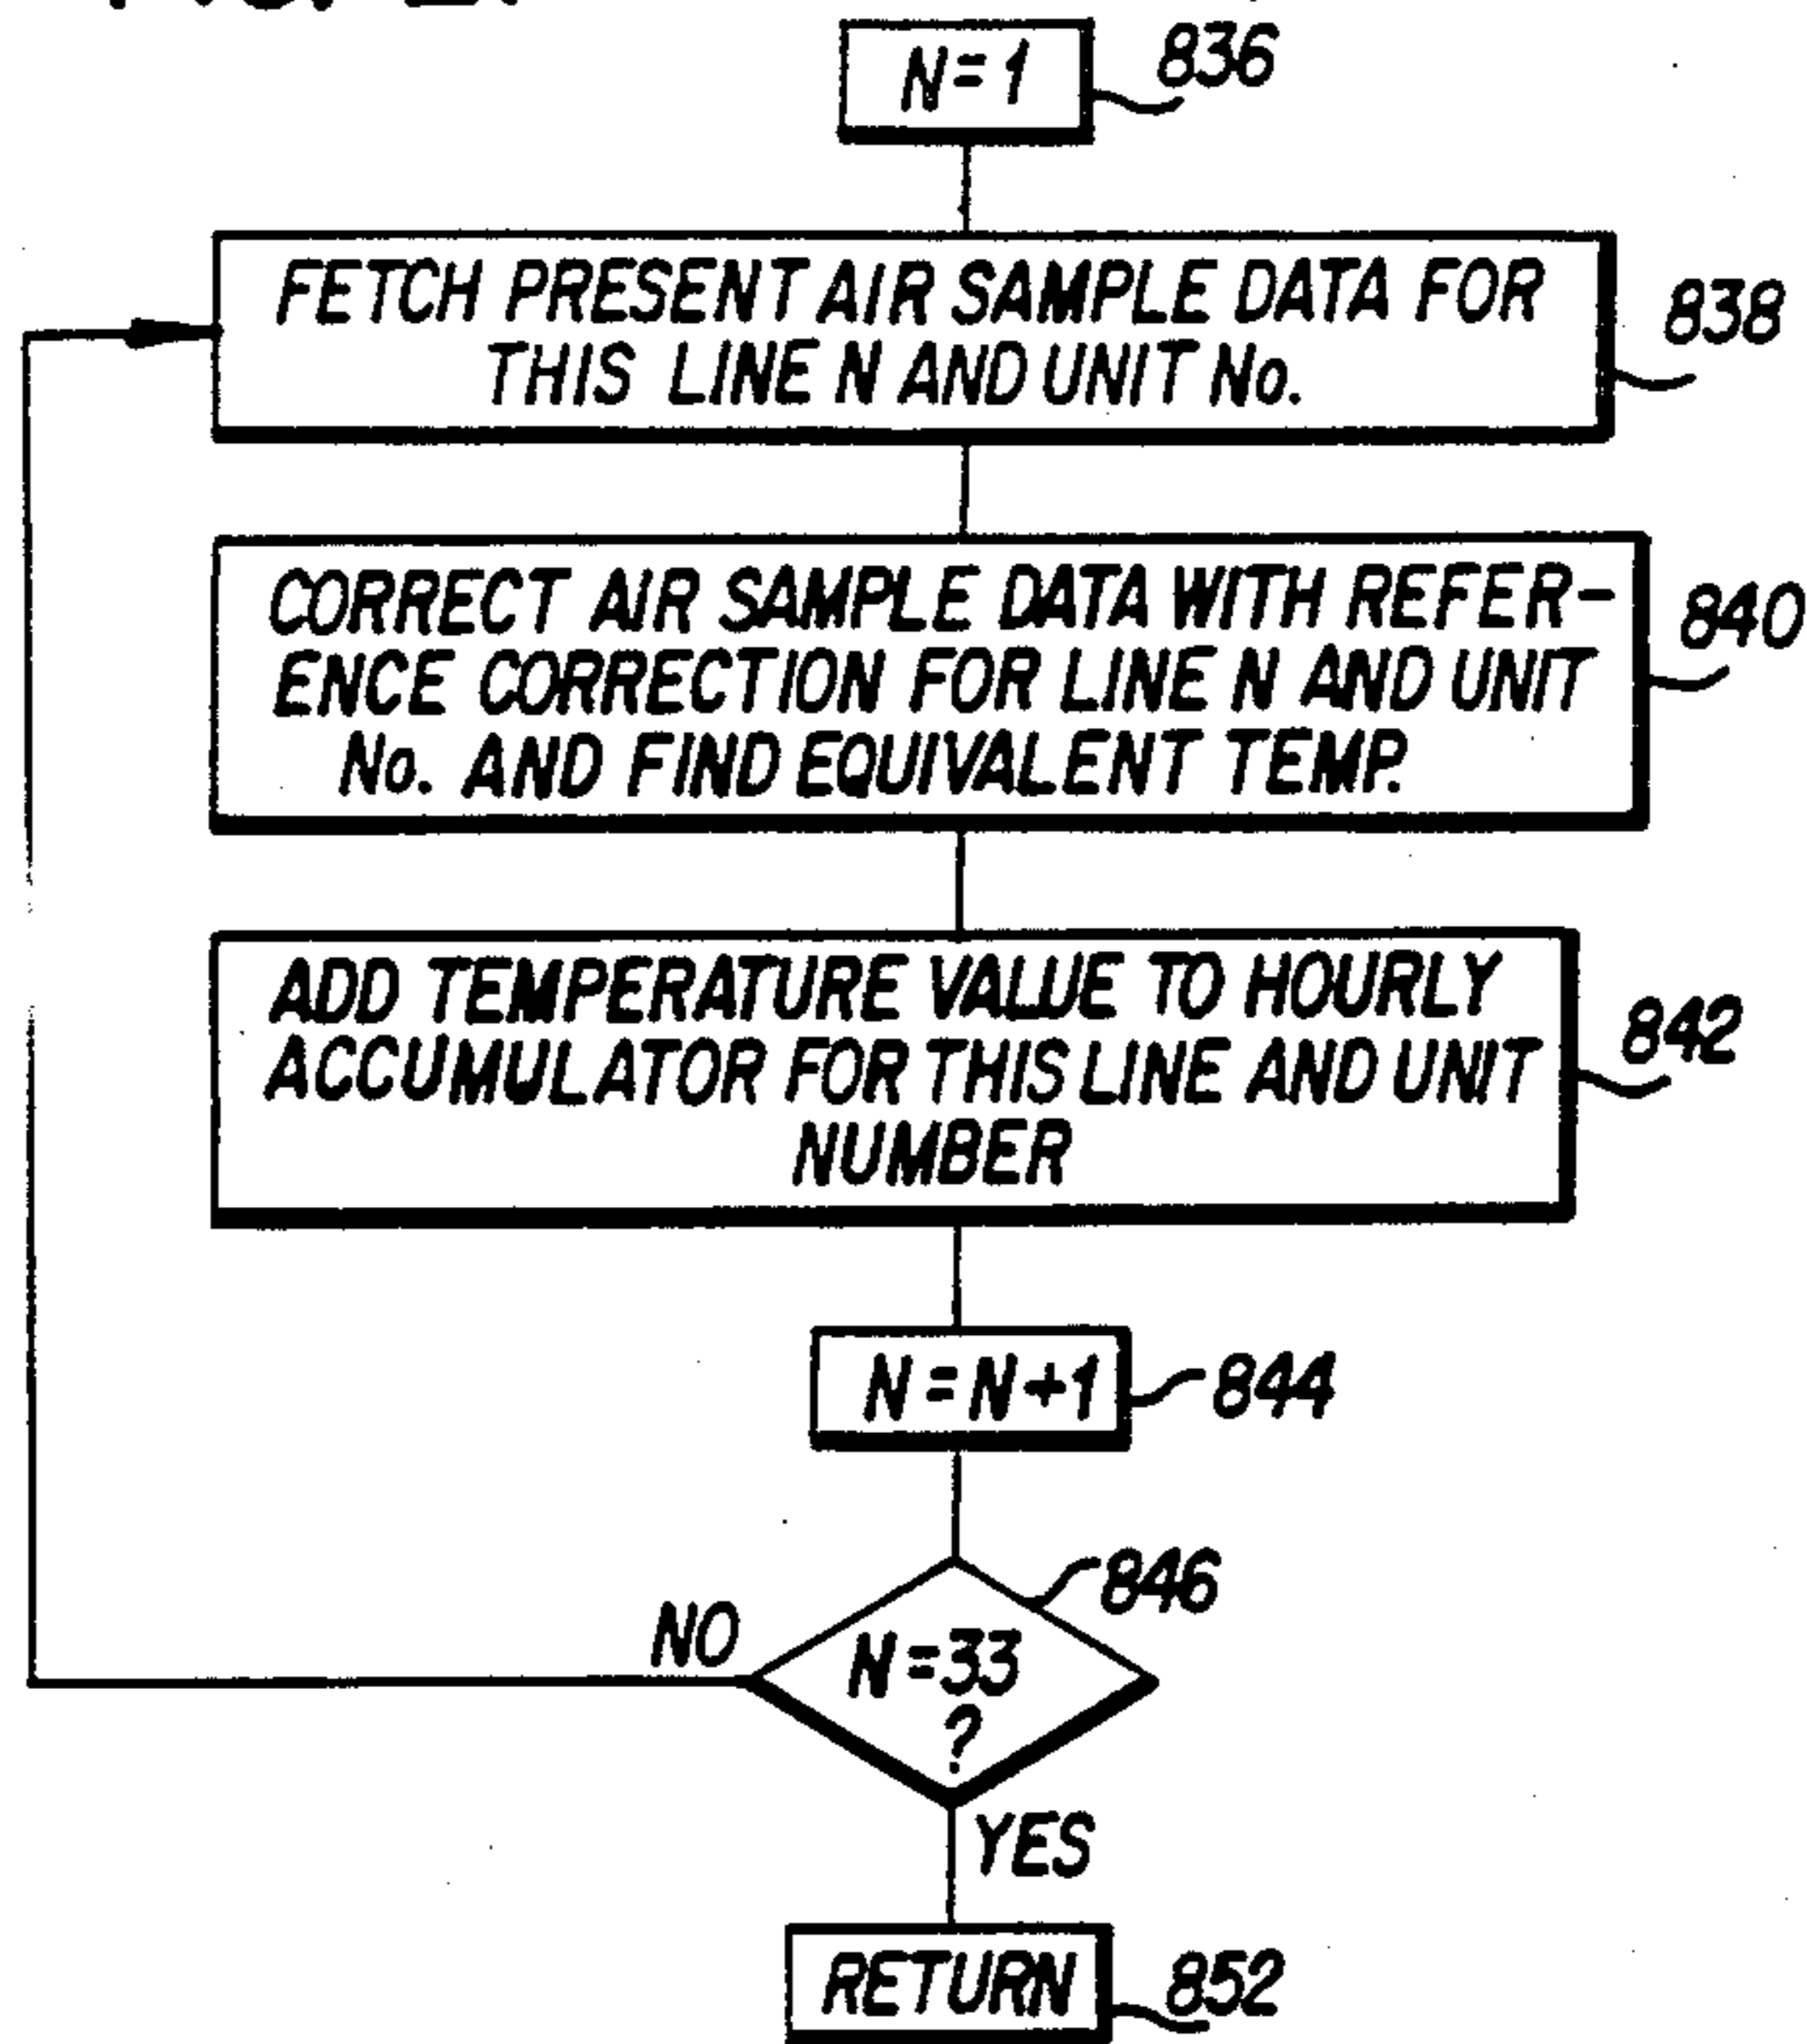 N=1
836
FETCH PRESENT AIR SAMPLE DATA FOR
THIS LINE N AND UNIT No.
838
CORRECT AIR SAMPLE DATA WITH REFER-
ENCE CORRECTION FOR LINE N AND UNIT
No. AND FIND EQUIVALENT TEMP.
840
ADD TEMPERATURE VALUE TO HOURLY
ACCUMULATOR FOR THIS LINE AND UNIT
NUMBER
842
N=N+1
844
846
NO
N=33
?
YES
RETURN
852